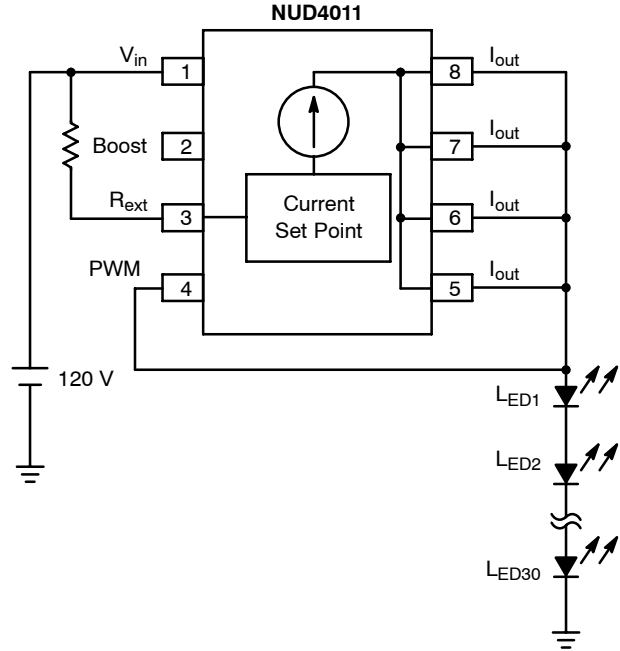 NUD4011
Vin
1
8
Iout
Boost
2
7
Iout
Rext
3
Current
Set Point
6
Iout
PWM
4
5
Iout
120 V
LED1
LED2
LED30